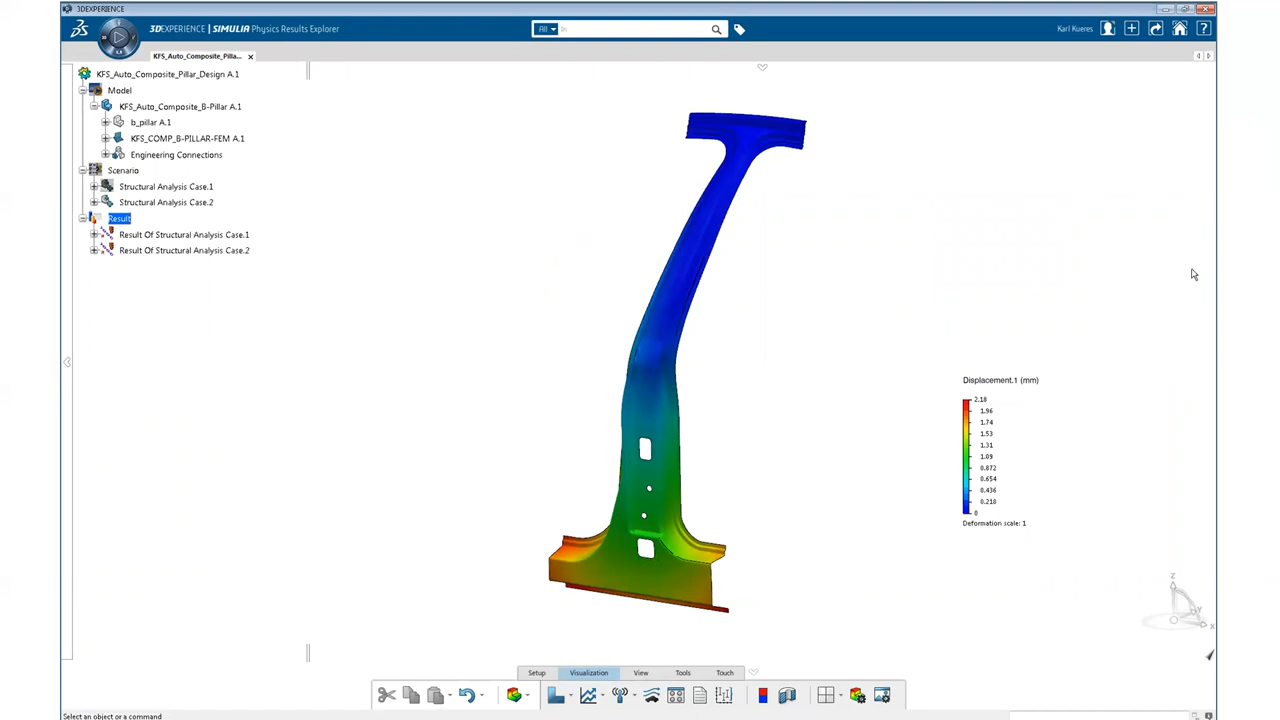 3DEXPERIENCE
3DEXPERIENCE | SIMULIA Physics Results Explorer
All
Karl Kueres
KFS_Auto_Composite_Pilla...
KFS_Auto_Composite_Pillar_Design A.1
Model
KFS_Auto_Composite_B-Pillar A.1
b_pillar A.1
KFS_COMP_B-PILLAR-FEM A.1
Engineering Connections
Scenario
Structural Analysis Case.1
Structural Analysis Case.2
Result
Result Of Structural Analysis Case.1
Result Of Structural Analysis Case.2
Displacement.1 (mm)
2.18
1.96
1.74
1.53
1.31
1.09
0.872
0.654
0.436
0.218
0
Deformation scale: 1
Z
Y
X
Setup
Visualization
View
Tools
Touch
Select an object or a command